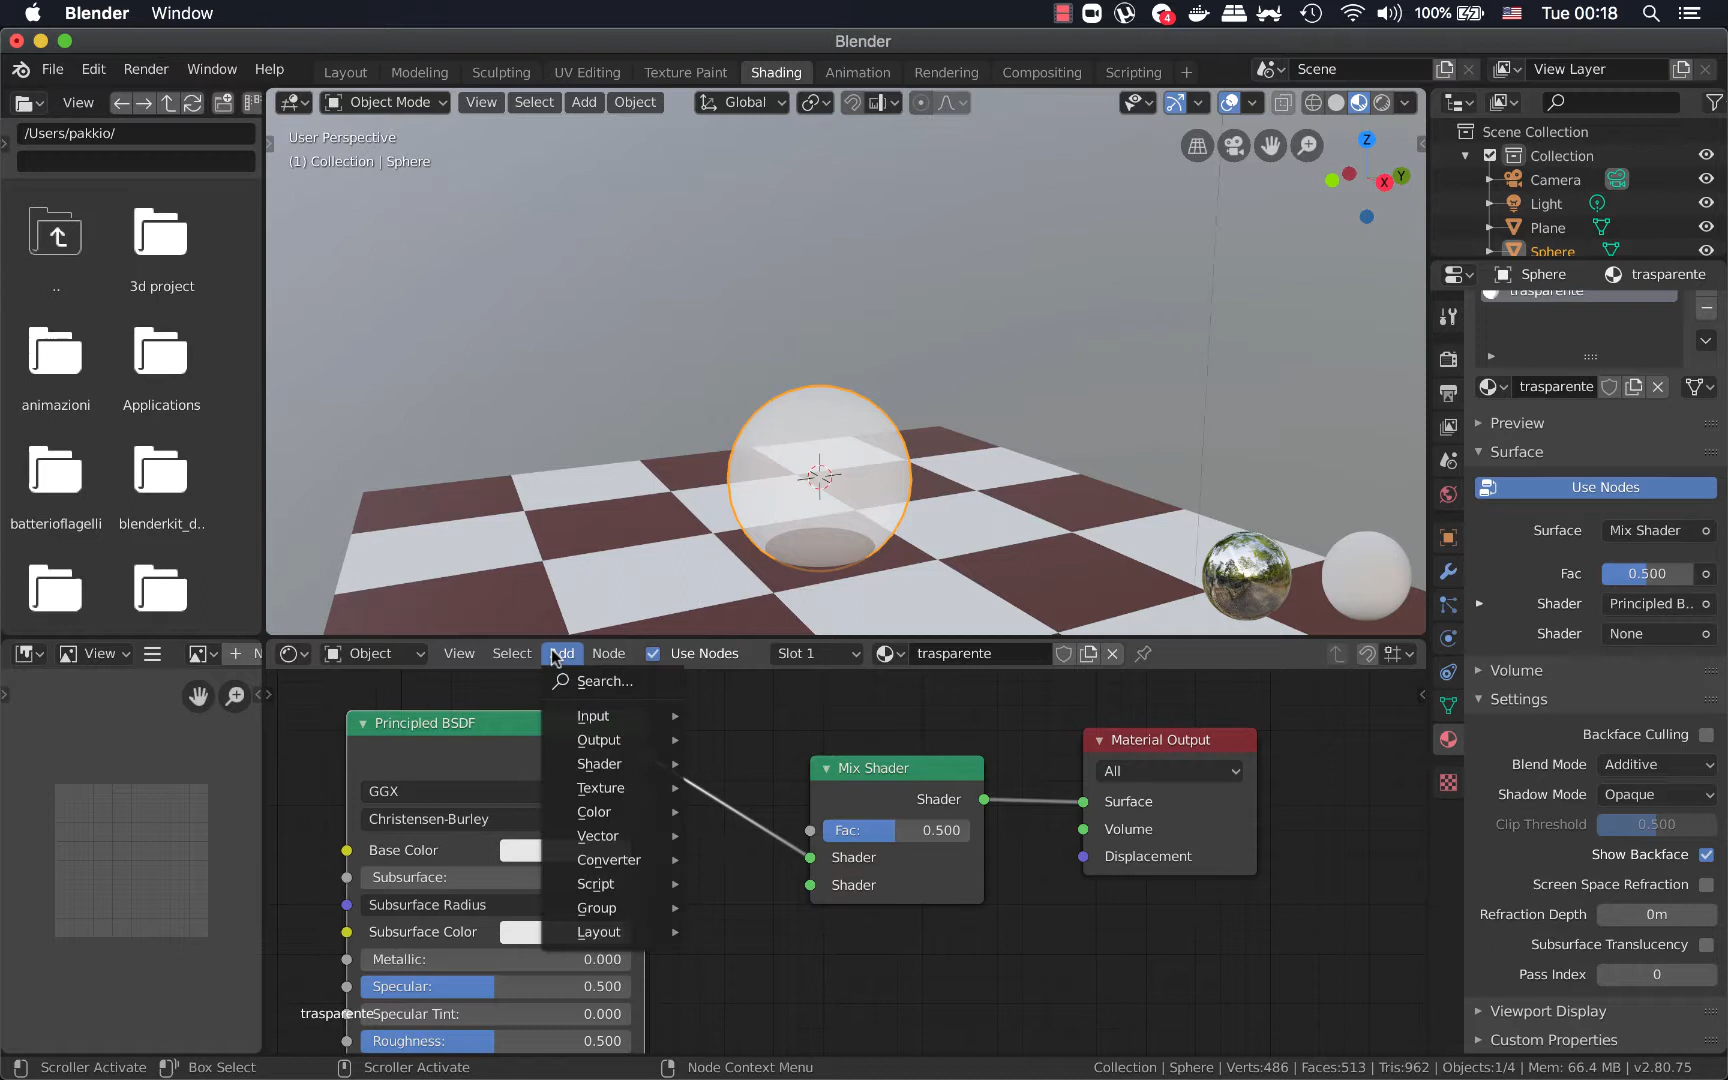 Blender Window 4 100% Tue 00:18
Blender
File Edit Render Window Help Layout Modeling Sculpting UV Editing Texture Paint Shading Animation Rendering Compositing Scripting + Scene View Layer
View Object Mode View Select Add Object Global
/Users/pakkio/
User Perspective
(1) Collection | Sphere
Z
X Y
Scene Collection
Collection
Camera
Light
Plane
Sphere
Sphere trasparente
trasparente
.. 3d project
animazioni Applications
batterioflagelli blenderkit_d..
trasparente
Preview
Surface
Use Nodes
Surface Mix Shader
Fac 0.500
Shader Principled B..
Shader None
Volume
Settings
Backface Culling
Blend Mode Additive
Shadow Mode Opaque
Clip Threshold 0.500
Show Backface
Screen Space Refraction
Refraction Depth 0m
Subsurface Translucency
Pass Index 0
Viewport Display
Custom Properties
View + N Object View Select Add Node Use Nodes Slot 1 trasparente
Search...
Input
Output
Shader
Texture
Color
Vector
Converter
Script
Group
Layout
Principled BSDF
GGX
Christensen-Burley
Base Color
Subsurface:
Subsurface Radius
Subsurface Color
Metallic: 0.000
Specular: 0.500
trasparente
Specular Tint: 0.000
Roughness: 0.500
Mix Shader
Shader
Fac: 0.500
Shader
Shader
Material Output
All
Surface
Volume
Displacement
Scroller Activate Box Select Scroller Activate Node Context Menu Collection | Sphere | Verts:486 | Faces:513 | Tris:962 | Objects:1/4 | Mem: 66.4 MB | v2.80.75